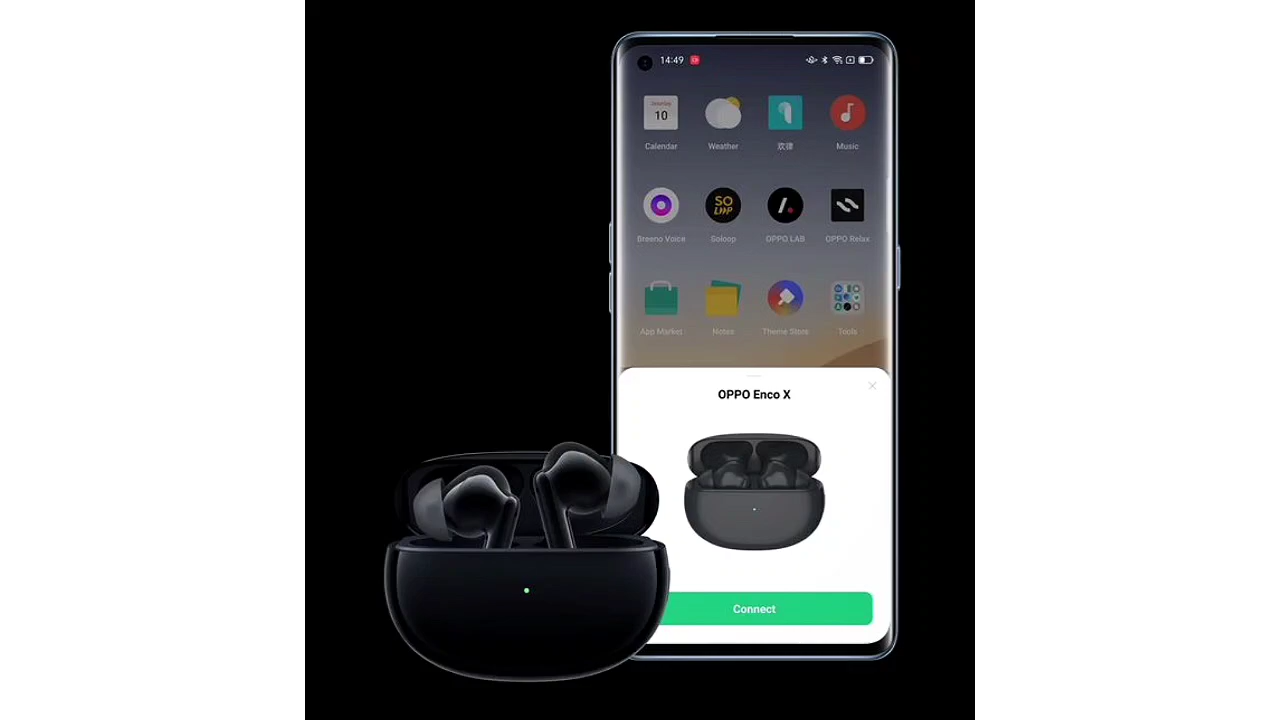 14:49
10
Calendar
Weather
欢律
Music
SO
LOOP
Breeno Voice
Soloop
OPPO LAB
OPPO Relax
App Market
Notes
Theme Store
Tools
OPPO Enco X
Connect